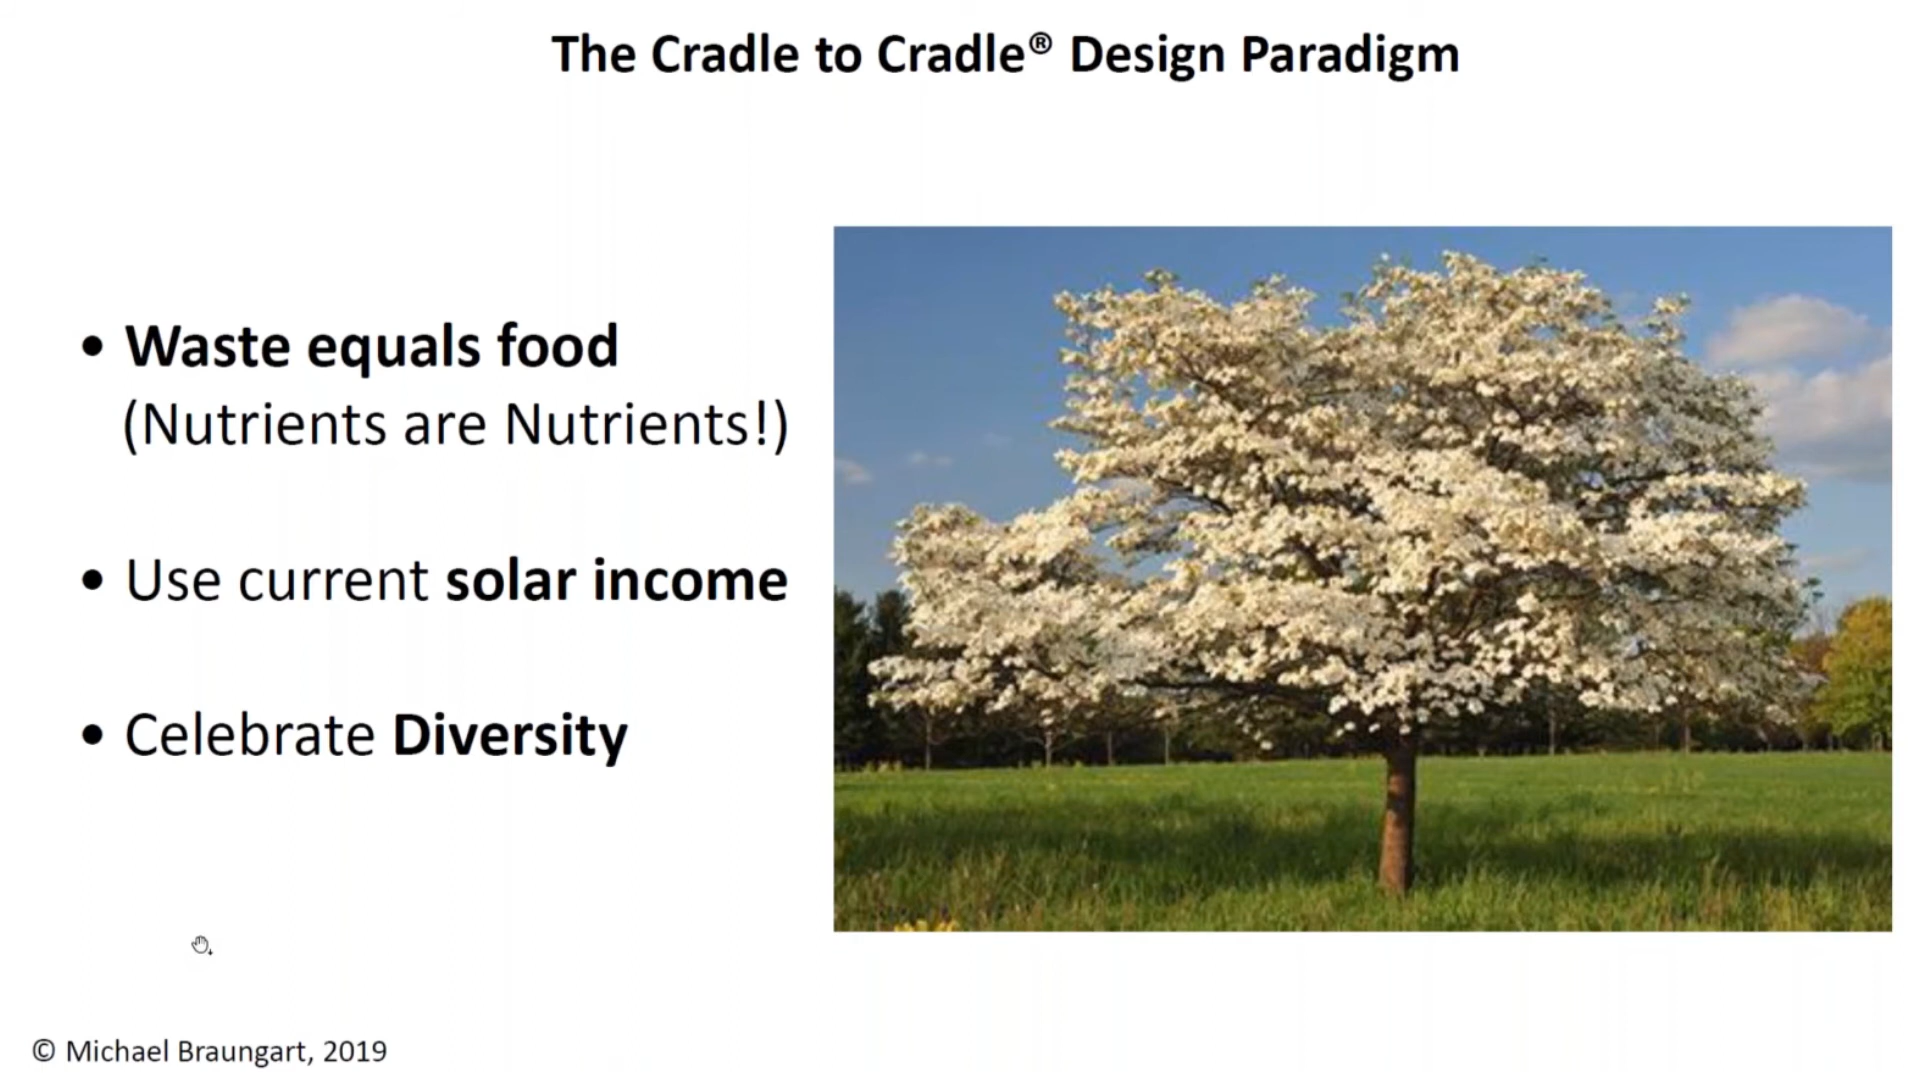 The Cradle to Cradle® Design Paradigm
• Waste equals food
(Nutrients are Nutrients!)
• Use current solar income
• Celebrate Diversity
© Michael Braungart, 2019